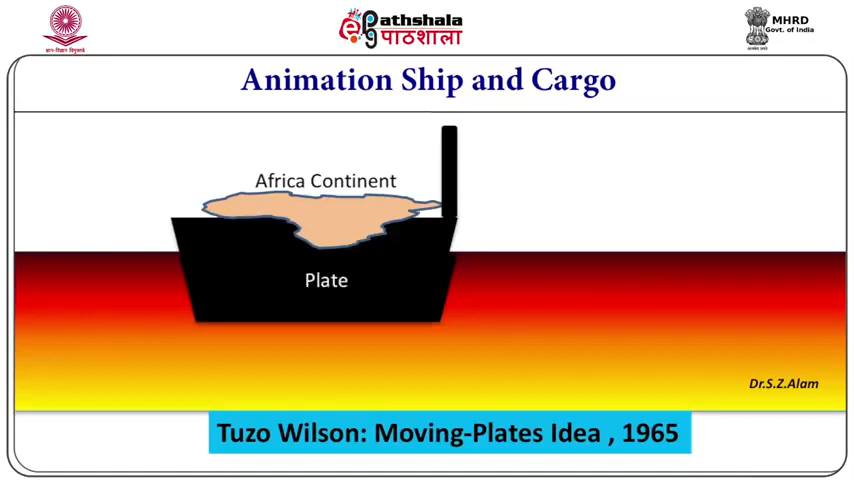 ePathshala
पाठशाला
MHRD
Govt. of India
Animation Ship and Cargo
Africa Continent
Plate
Dr.S.Z.Alam
Tuzo Wilson: Moving-Plates Idea , 1965